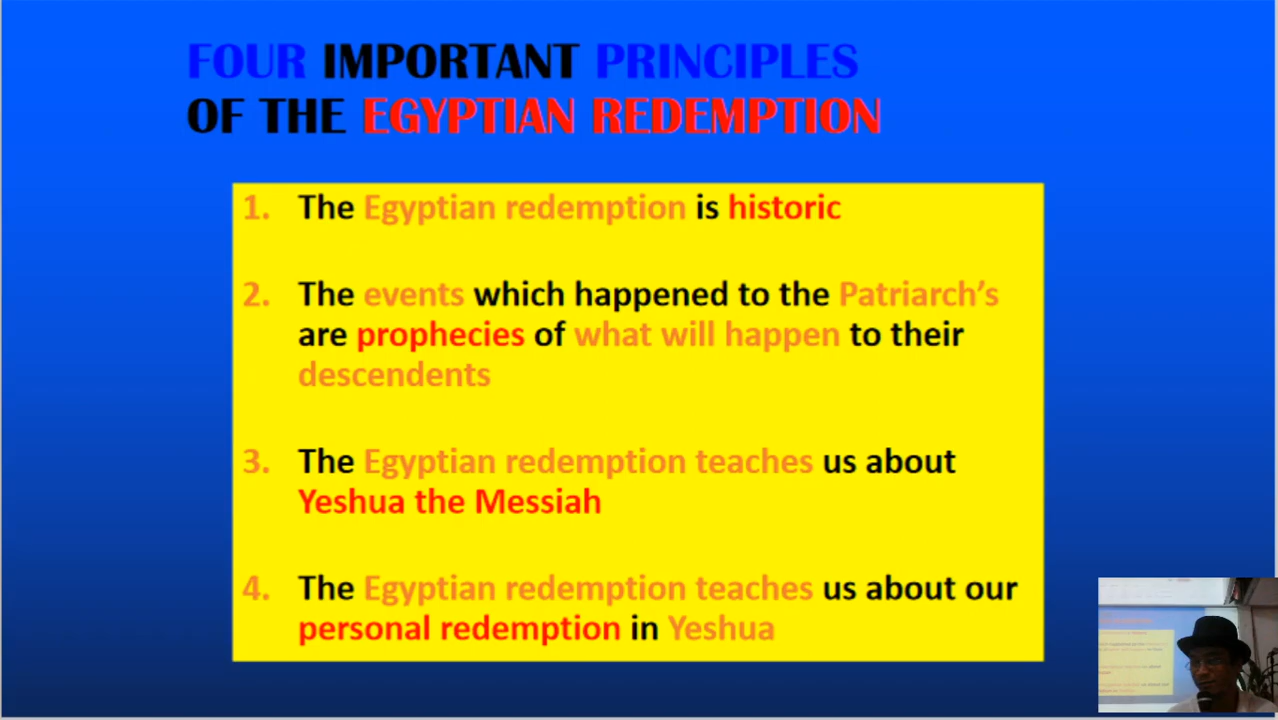 FOUR IMPORTANT PRINCIPLES
OF THE EGYPTIAN REDEMPTION
1. The Egyptian redemption is historic
2. The events which happened to the Patriarch's
are prophecies of what will happen to their
descendents
3. The Egyptian redemption teaches us about
Yeshua the Messiah
4. The Egyptian redemption teaches us about our
personal redemption in Yeshua